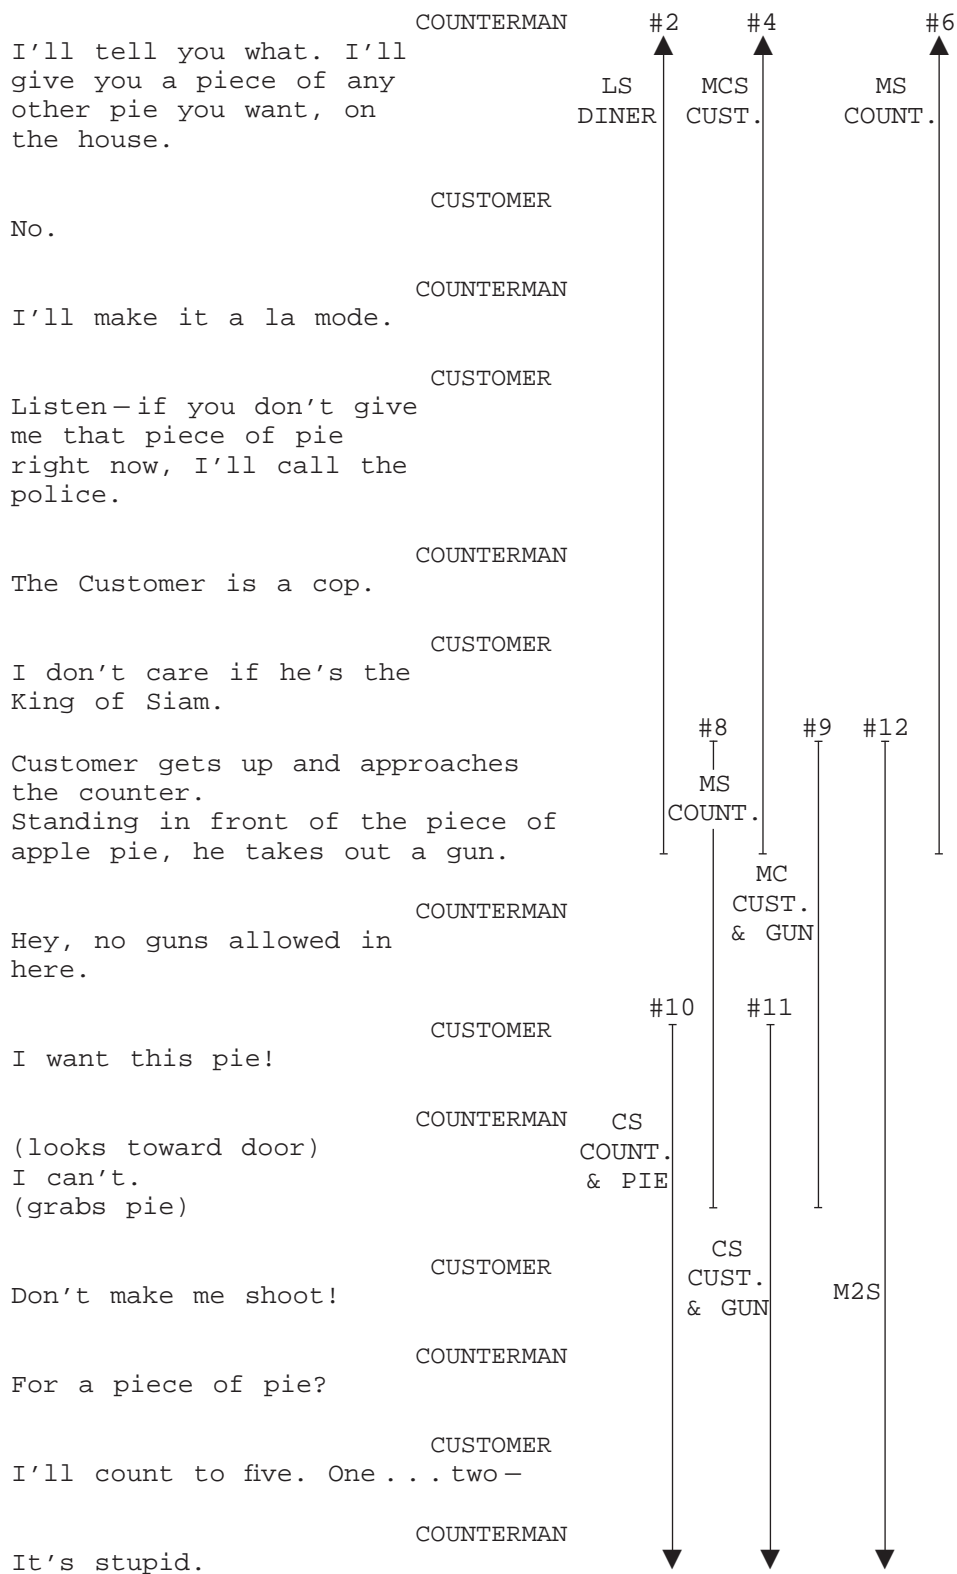 COUNTERMAN #2 #4 #6
I’ll tell you what. I’ll
give you a piece of any
other pie you want, on
the house.
LS MCS MS
DINER CUST. COUNT.
CUSTOMER
No.
COUNTERMAN
I’ll make it a la mode.
CUSTOMER
Listen — if you don’t give
me that piece of pie
right now, I’ll call the
police.
COUNTERMAN
The Customer is a cop.
CUSTOMER
I don’t care if he’s the
King of Siam.
#8 #9 #12
Customer gets up and approaches
the counter.
Standing in front of the piece of
apple pie, he takes out a gun.
MS
COUNT.
MC
CUST.
& GUN
COUNTERMAN
Hey, no guns allowed in
here.
#10 #11
CUSTOMER
I want this pie!
COUNTERMAN
(looks toward door)
I can’t.
(grabs pie)
CS
COUNT.
& PIE
CUSTOMER
Don’t make me shoot!
CS
CUST.
& GUN
M2S
COUNTERMAN
For a piece of pie?
CUSTOMER
I’ll count to five. One . . . two —
COUNTERMAN
It’s stupid.